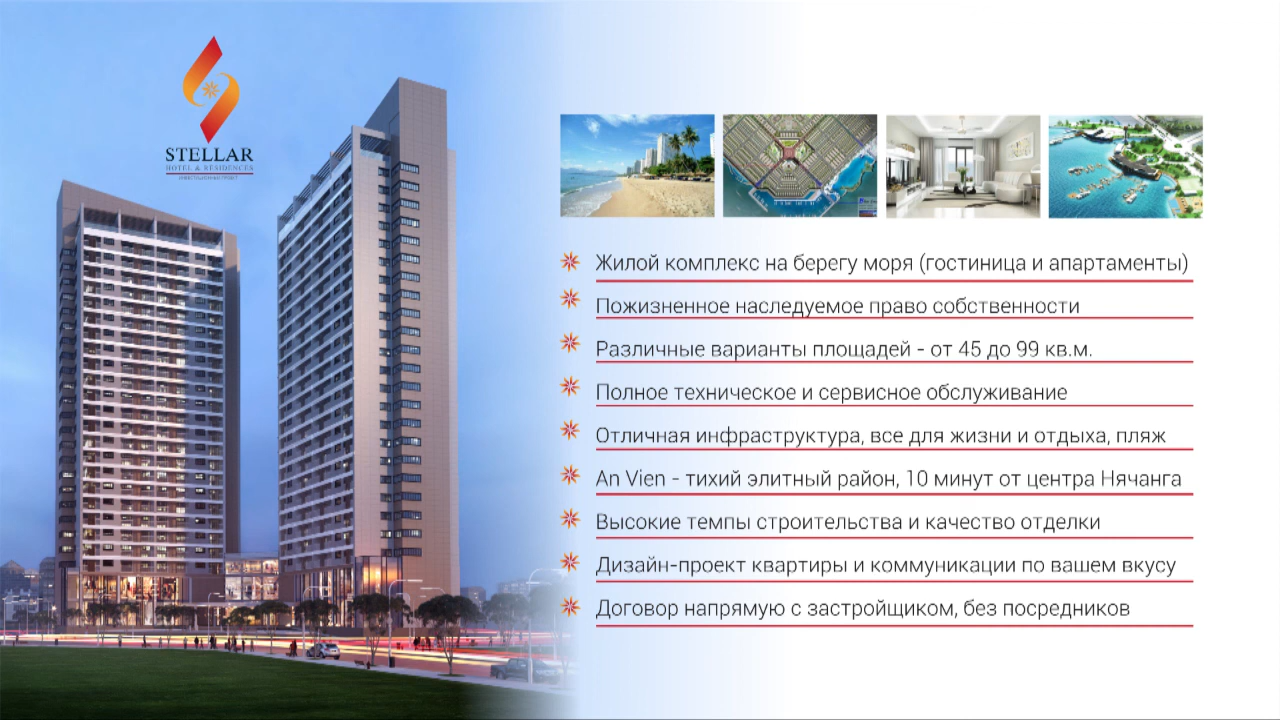 STELLAR
HOTEL & RESIDENCES
Жилой комплекс на берегу моря (гостиница и апартаменты)
Пожизненное наследуемое право собственности
Различные варианты площадей - от 45 до 99 кв.м.
Полное техническое и сервисное обслуживание
Отличная инфраструктура, все для жизни и отдыха, пляж
An Vien - тихий элитный район, 10 минут от центра Нячанга
Высокие темпы строительства и качество отделки
Дизайн-проект квартиры и коммуникации по вашем вкусу
Договор напрямую с застройщиком, без посредников